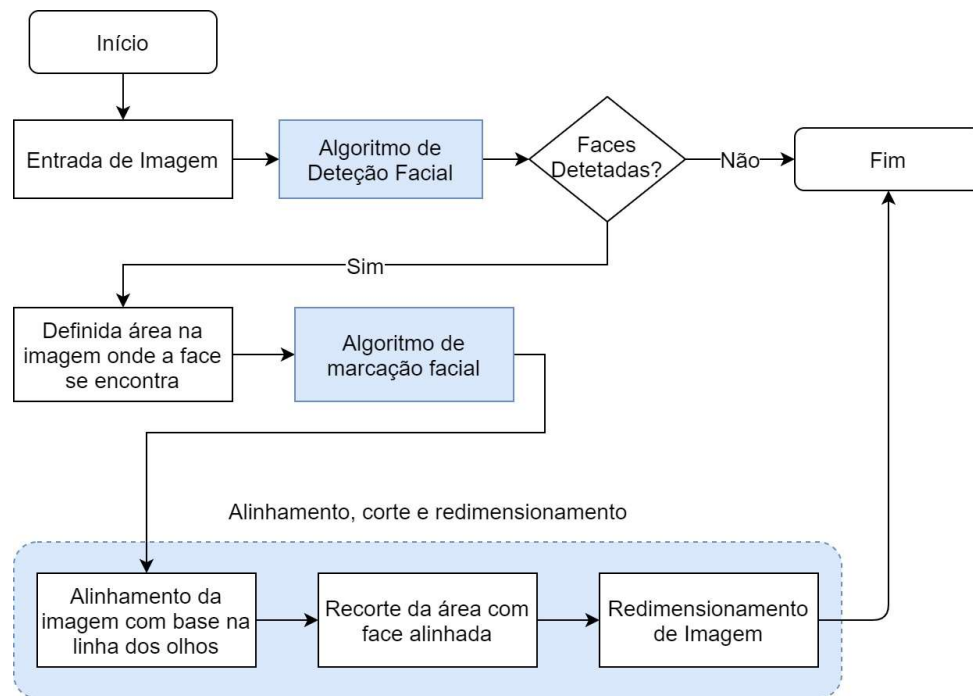 Início
Entrada de Imagem
Algoritmo de
Deteção Facial
Faces
Detetadas?
Não
Fim
Sim
Definida área na
imagem onde a face
se encontra
Algoritmo de
marcação facial
Alinhamento, corte e redimensionamento
Alinhamento da
imagem com base na
linha dos olhos
Recorte da área com
face alinhada
Redimensionamento
de Imagem